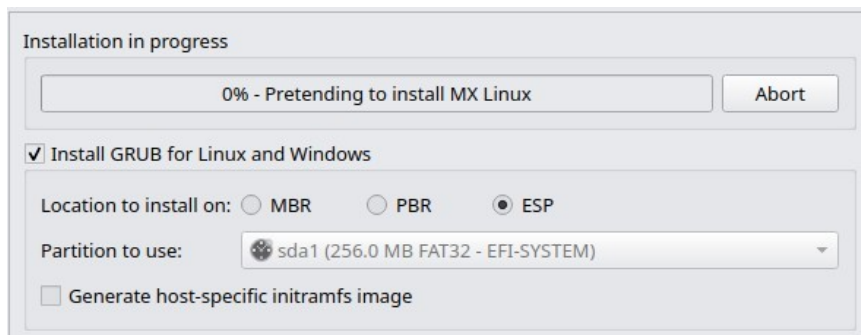 Installation in progress
0% - Pretending to install MX Linux
Abort
Install GRUB for Linux and Windows
Location to install on: MBR PBR ESP
Partition to use: sda1 (256.0 MB FAT32 - EFI-SYSTEM)
Generate host-specific initramfs image